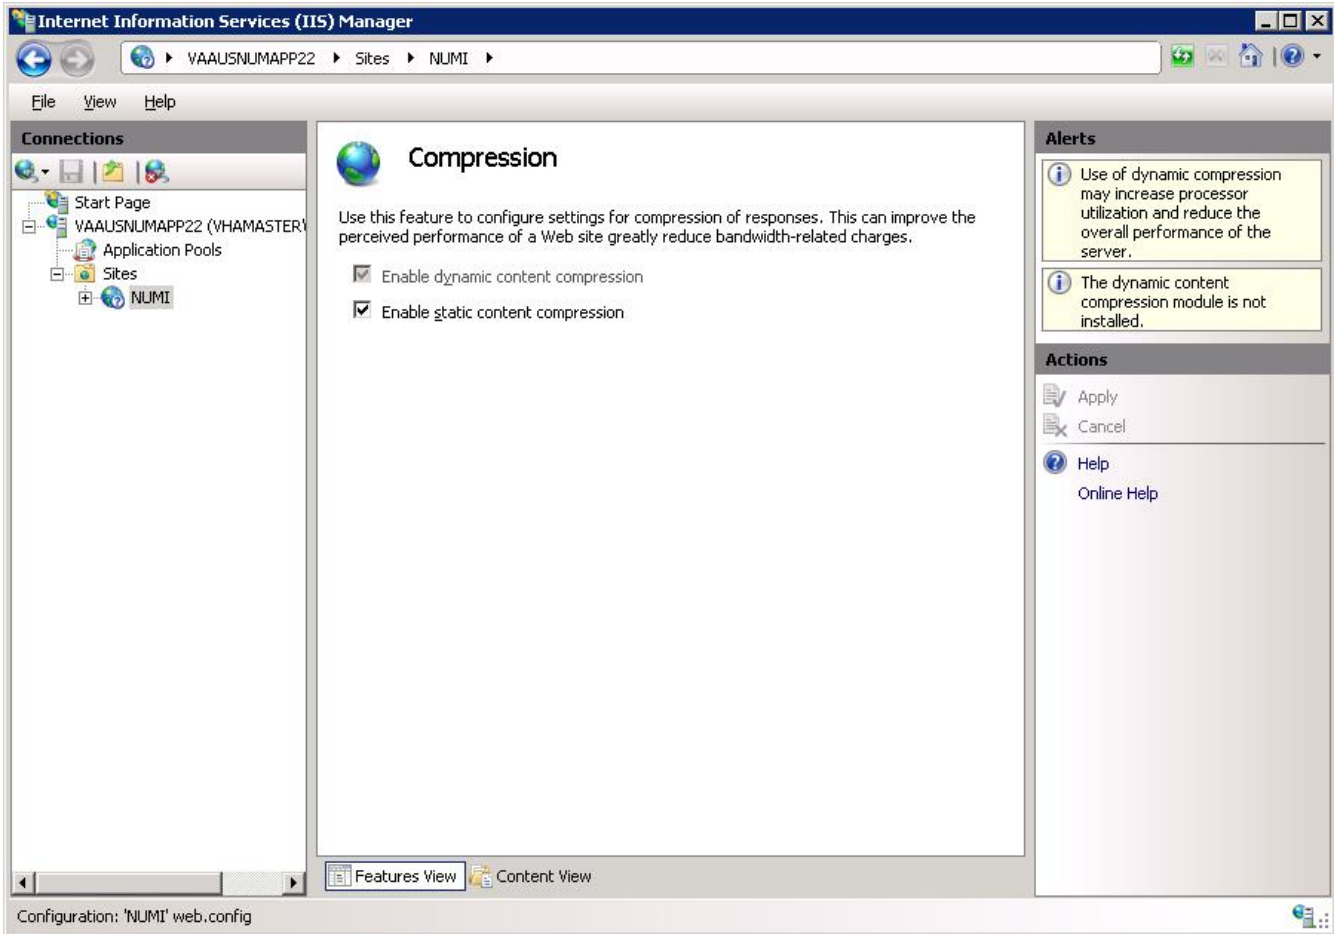 Internet Information Services (IIS) Manager
VAAUSNUMAPP22 Sites NUMI
File View Help
Connections
Start Page
VAAUSNUMAPP22 (VHAMASTER\
Application Pools
Sites
NUMI
Compression
Use this feature to configure settings for compression of responses. This can improve the
perceived performance of a Web site greatly reduce bandwidth-related charges.
Enable dynamic content compression
Enable static content compression
Features View Content View
Alerts
Use of dynamic compression
may increase processor
utilization and reduce the
overall performance of the
server.
The dynamic content
compression module is not
installed.
Actions
Apply
Cancel
Help
Online Help
Configuration: 'NUMI' web.config